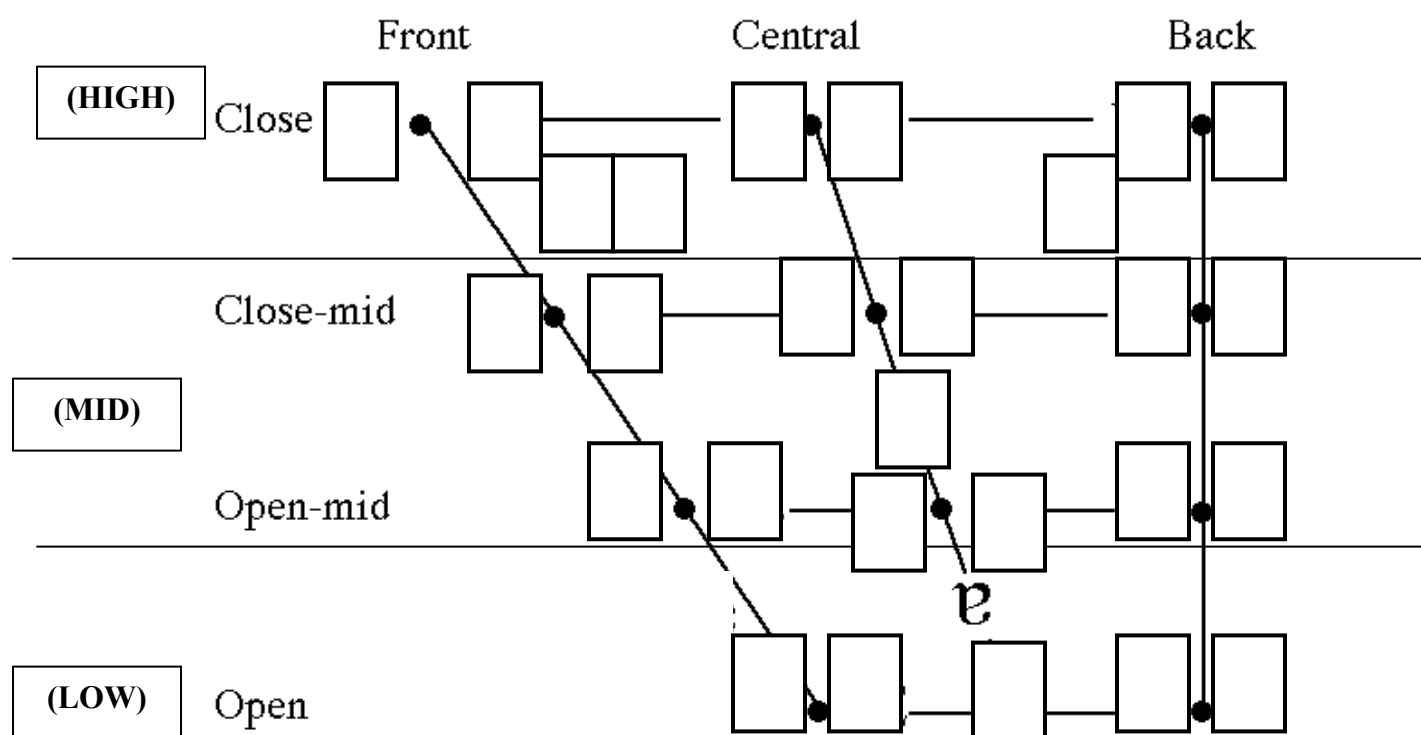 Front Central Back
(HIGH) Close
Close-mid
(MID)
Open-mid
ɐ
(LOW) Open